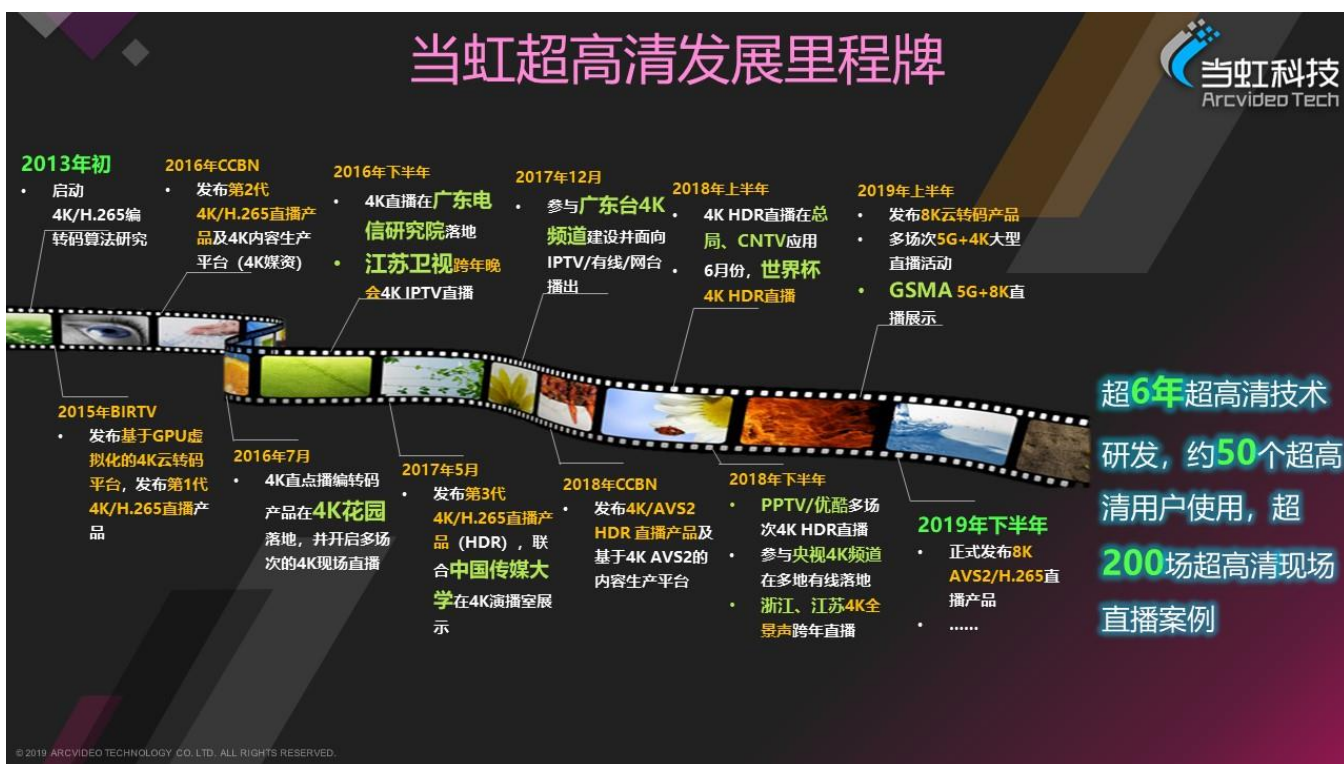 当虹超高清发展里程牌
当虹科技
Arcvideo Tech
2013年初
• 启动
4K/H.265编
转码算法研究
2016年CCBN
• 发布第2代
4K/H.265直播产
品及4K内容生产
平台（4K媒资）
2016年下半年
• 4K直播在广东电
信研究院落地
• 江苏卫视跨年晚
会4K IPTV直播
2017年12月
• 参与广东台4K
频道建设并面向
IPTV/有线/网台
播出
2018年上半年
• 4K HDR直播在总
局、CNTV应用
• 6月份，世界杯
4K HDR直播
2019年上半年
• 发布8K云转码产品
• 多场次5G+4K大型
直播活动
• GSMA 5G+8K直
播展示
2015年BIRTV
• 发布基于GPU虚
拟化的4K云转码
平台，发布第1代
4K/H.265直播产
品
2016年7月
• 4K直点播编转码
产品在4K花园
落地，并开启多场
次的4K现场直播
2017年5月
• 发布第3代
4K/H.265直播产
品（HDR），联
合中国传媒大
学在4K演播室展
示
2018年CCBN
• 发布4K/AVS2
HDR 直播产品及
基于4K AVS2的
内容生产平台
2018年下半年
• PPTV/优酷多场
次4K HDR直播
• 参与央视4K频道
在多地有线落地
• 浙江、江苏4K全
景声跨年直播
2019年下半年
• 正式发布8K
AVS2/H.265直
播产品
• ......
超6年超高清技术
研发，约50个超高
清用户使用，超
200场超高清现场
直播案例
© 2019 ARCVIDEO TECHNOLOGY CO. LTD. ALL RIGHTS RESERVED.